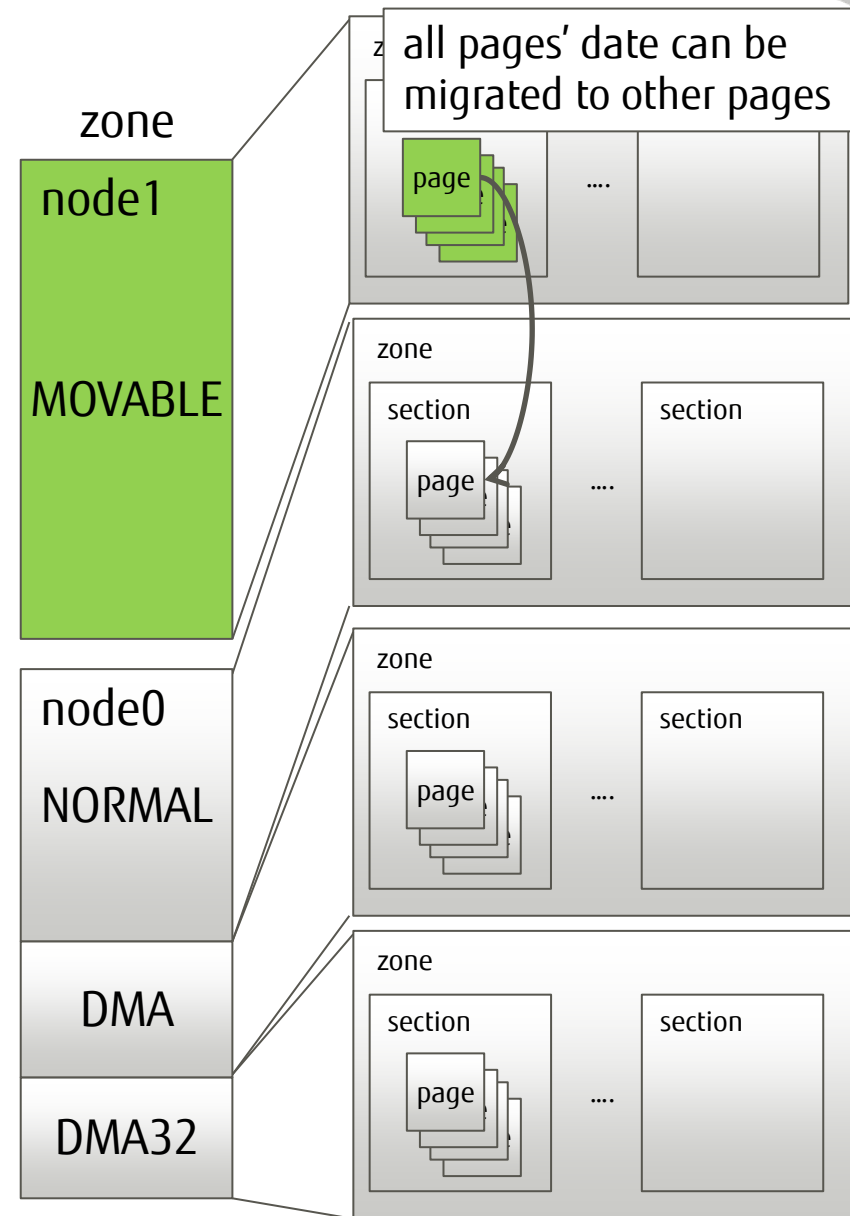 all pages’ date can be
migrated to other pages
zone
node1
MOVABLE
page
....
zone
section
section
page
....
node0
NORMAL
zone
section
section
page
....
DMA
DMA32
zone
section
section
page
....